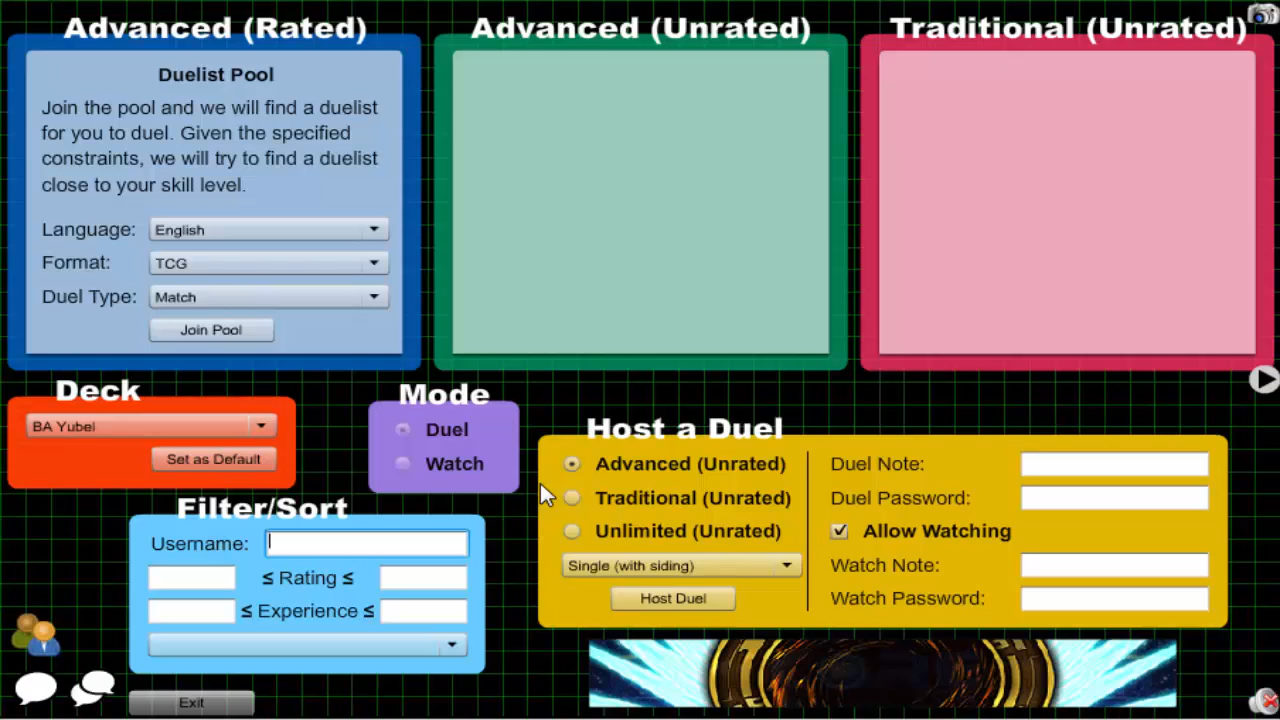 Advanced (Rated)
Duelist Pool
Join the pool and we will find a duelist
for you to duel. Given the specified
constraints, we will try to find a duelist
close to your skill level.
Language: English
Format: TCG
Duel Type: Match
Join Pool
Advanced (Unrated)
Traditional (Unrated)
Deck
BA Yubel
Set as Default
Mode
Duel
Watch
Filter/Sort
Username:
≤ Rating ≤
≤ Experience ≤
Exit
Host a Duel
Advanced (Unrated)
Traditional (Unrated)
Unlimited (Unrated)
Single (with siding)
Host Duel
Duel Note:
Duel Password:
Allow Watching
Watch Note:
Watch Password: